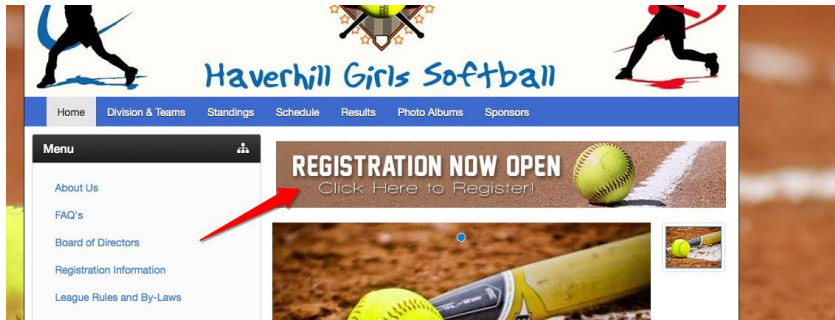 Haverhill Girls Softball
Home Division & Teams Standings Schedule Results Photo Albums Sponsors
Menu
About Us
FAQ's
Board of Directors
Registration Information
League Rules and By-Laws
REGISTRATION NOW OPEN
Click Here to Register!